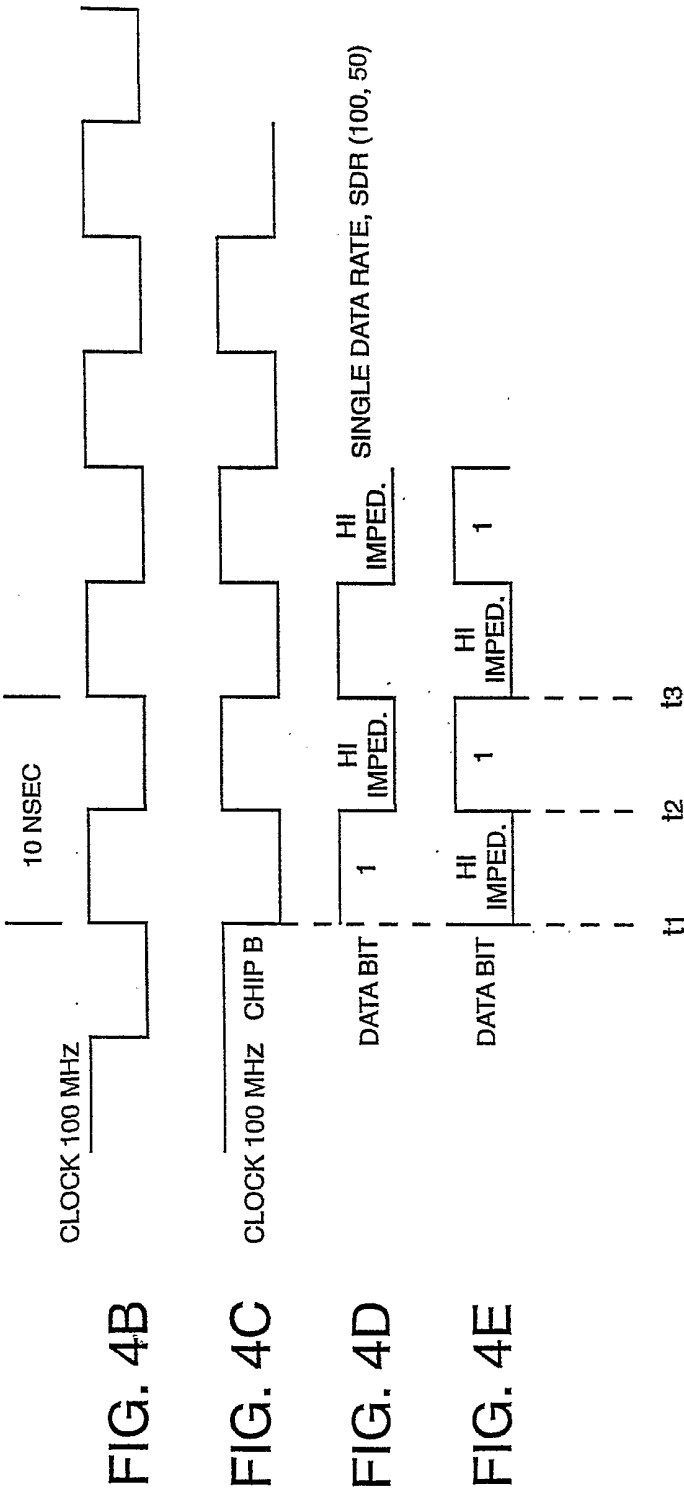 10 NSEC
CLOCK 100 MHz
FIG. 4B
CLOCK 100 MHz CHIP B
FIG. 4C
DATA BIT
1
HI
IMPED.
HI
IMPED.
SINGLE DATA RATE, SDR (100, 50)
FIG. 4D
DATA BIT
HI
IMPED.
1
HI
IMPED.
1
FIG. 4E
t1
t2
t3